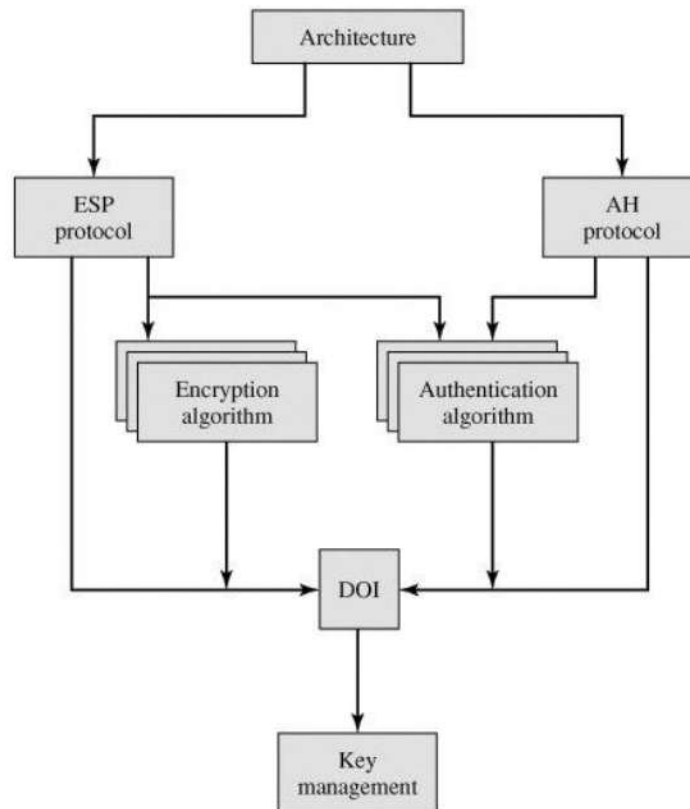 Architecture
ESP
protocol
AH
protocol
Encryption
algorithm
Authentication
algorithm
DOI
Key
management